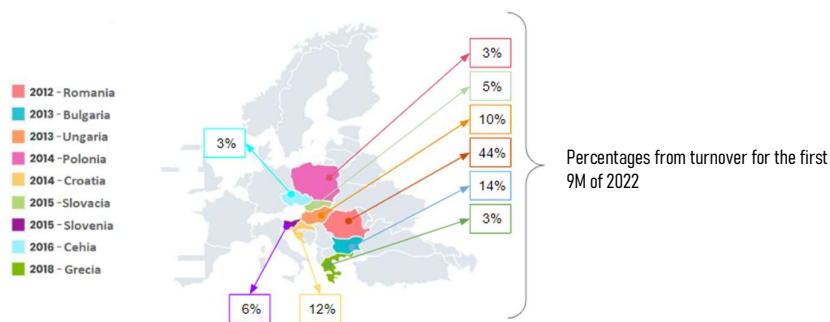 2012 - Romania
2013 - Bulgaria
2013 - Ungaria
2014 - Polonia
2014 - Croatia
2015 - Slovacia
2015 - Slovenia
2016 - Cehia
2018 - Grecia
3%
3%
5%
10%
44%
14%
3%
6%
12%
Percentages from turnover for the first
9M of 2022